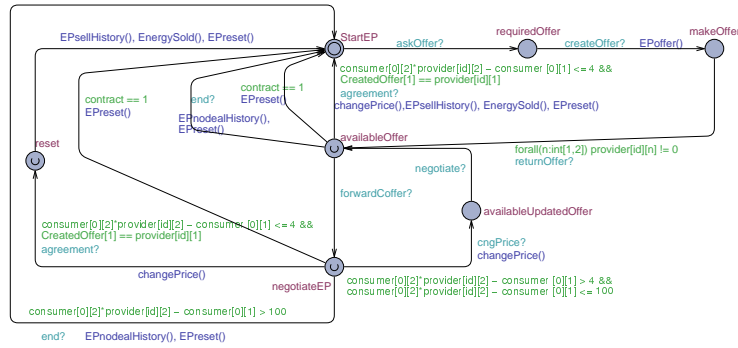 requiredOffer
makeOffer
StartEP
EPsellHistory(), EnergySold(), EPreset()
askOffer?
createOffer?
EPoffer()
consumer[0][2]*provider[id][2] − consumer [0][1] <=4 &&
CreatedOffer[1] == provider[id][1]
agreement?
changePrice(),EPsellHistory(), EnergySold(), EPreset()
contract == 1
EPreset()
end?
contract == 1
EPreset()
EPnodealHistory(),
EPreset()
availableOffer
reset
forall(n:int[1,2]) provider[id][n] != 0
returnOffer?
negotiate?
forwardCoffer?
availableUpdatedOffer
consumer[0][2]*provider[id][2] − consumer [0][1] <=4 &&
CreatedOffer[1] == provider[id][1]
agreement?
cngPrice?
changePrice()
changePrice()
negotiateEP
consumer[0][2]*provider[id][2] − consumer [0][1] > 4 &&
consumer[0][2]*provider[id][2] − consumer [0][1] <= 100
consumer[0][2]*provider[id][2] − consumer[0][1] > 100
end?
EPnodealHistory(), EPreset()